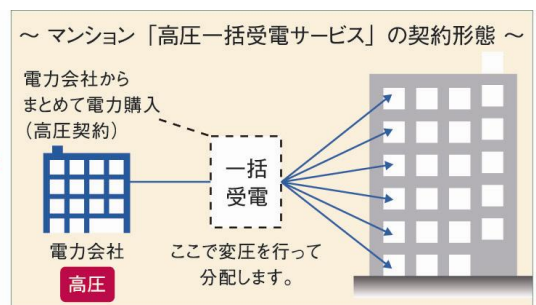 ～ マンション「高圧一括受電サービス」の契約形態 ～
電力会社から
まとめて電力購入
（高圧契約）
一括
受電
電力会社
高圧
ここで変圧を行って
分配します。